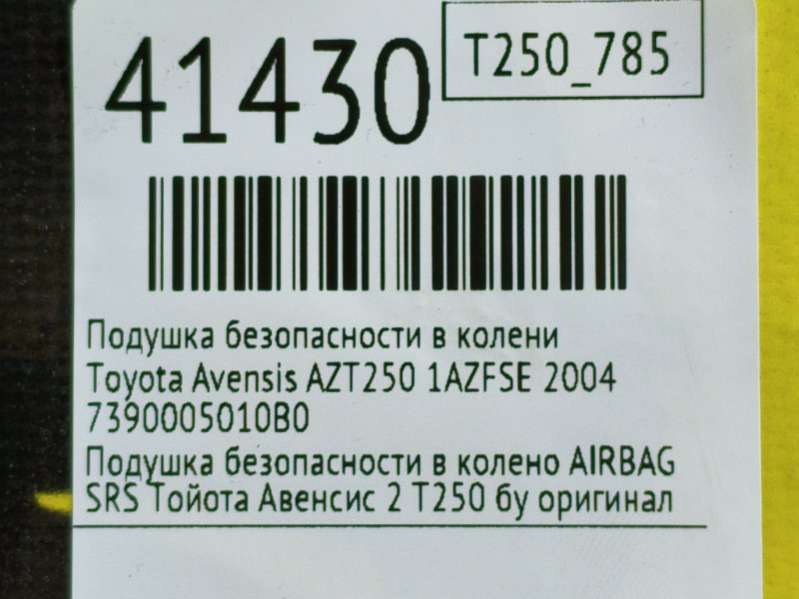 41430
T250_785
Подушка безопасности в колени
Toyota Avensis AZT250 1AZFSE 2004
7390005010B0
Подушка безопасности в колено AIRBAG
SRS Тойота Авенсис 2 Т250 бу оригинал